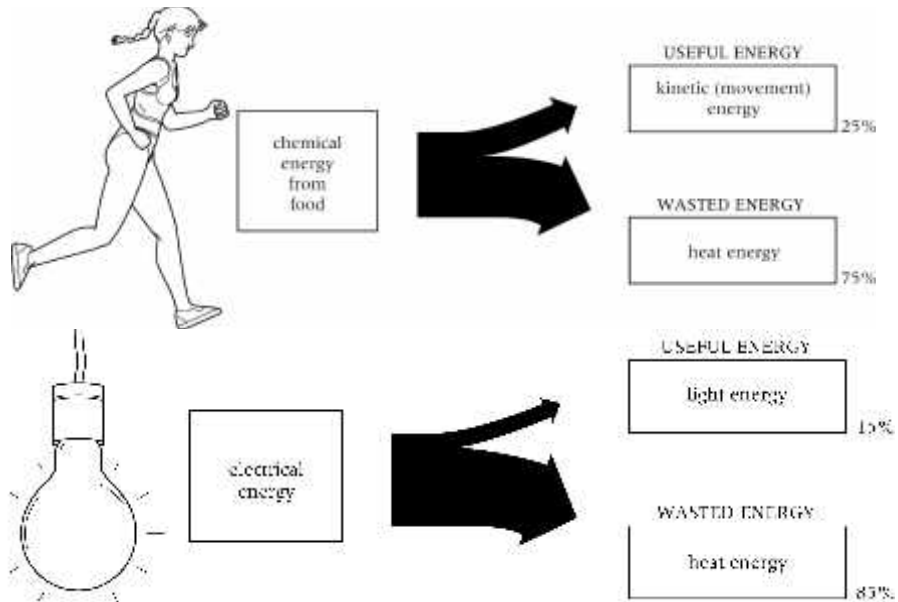 USEFUL ENERGY
kinetic (movement)
energy
25%
chemical
energy
from
food
WASTED ENERGY
heat energy
75%
USEFUL ENERGY
light energy
15%
electrical
energy
WASTED ENERGY
heat energy
85%